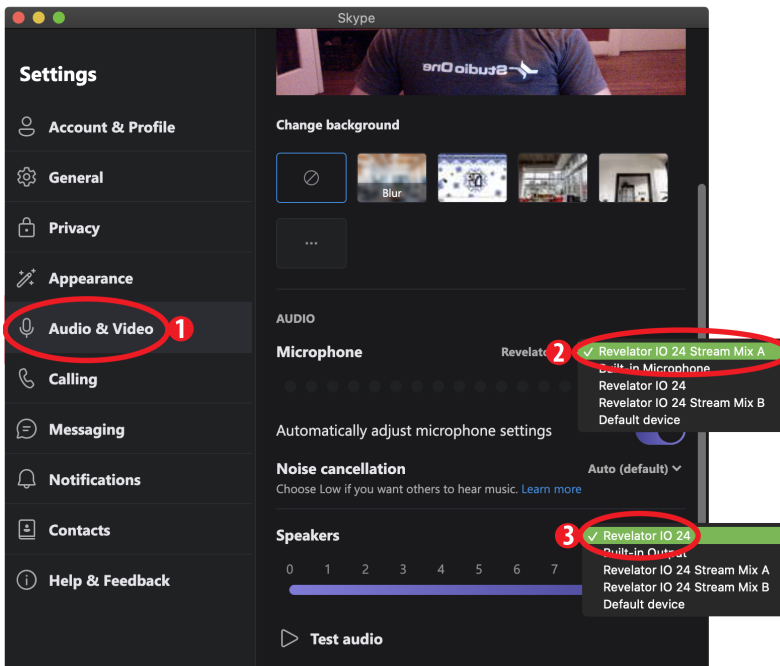 Skype
Settings
Account & Profile
General
Privacy
Appearance
Audio & Video
1
Calling
Messaging
Notifications
Contacts
Help & Feedback
Studio One
Change background
Blur
AUDIO
Microphone
Revelator
2
✓ Revelator IO 24 Stream Mix A
Built-in Microphone
Revelator IO 24
Revelator IO 24 Stream Mix B
Default device
Automatically adjust microphone settings
Noise cancellation
Auto (default)
Choose Low if you want others to hear music. Learn more
Speakers
3
✓ Revelator IO 24
Built-in Output
Revelator IO 24 Stream Mix A
Revelator IO 24 Stream Mix B
Default device
0 1 2 3 4 5 6 7
Test audio